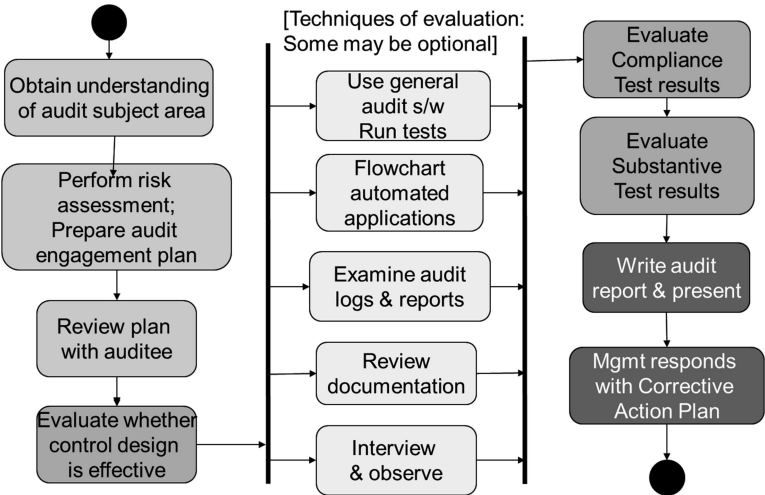 Obtain understanding
of audit subject area
Perform risk
assessment;
Prepare audit
engagement plan
Review plan
with auditee
Evaluate whether
control design
is effective
[Techniques of evaluation:
Some may be optional]
Use general
audit s/w
Run tests
Flowchart
automated
applications
Examine audit
logs & reports
Review
documentation
Interview
& observe
Evaluate
Compliance
Test results
Evaluate
Substantive
Test results
Write audit
report & present
Mgmt responds
with Corrective
Action Plan